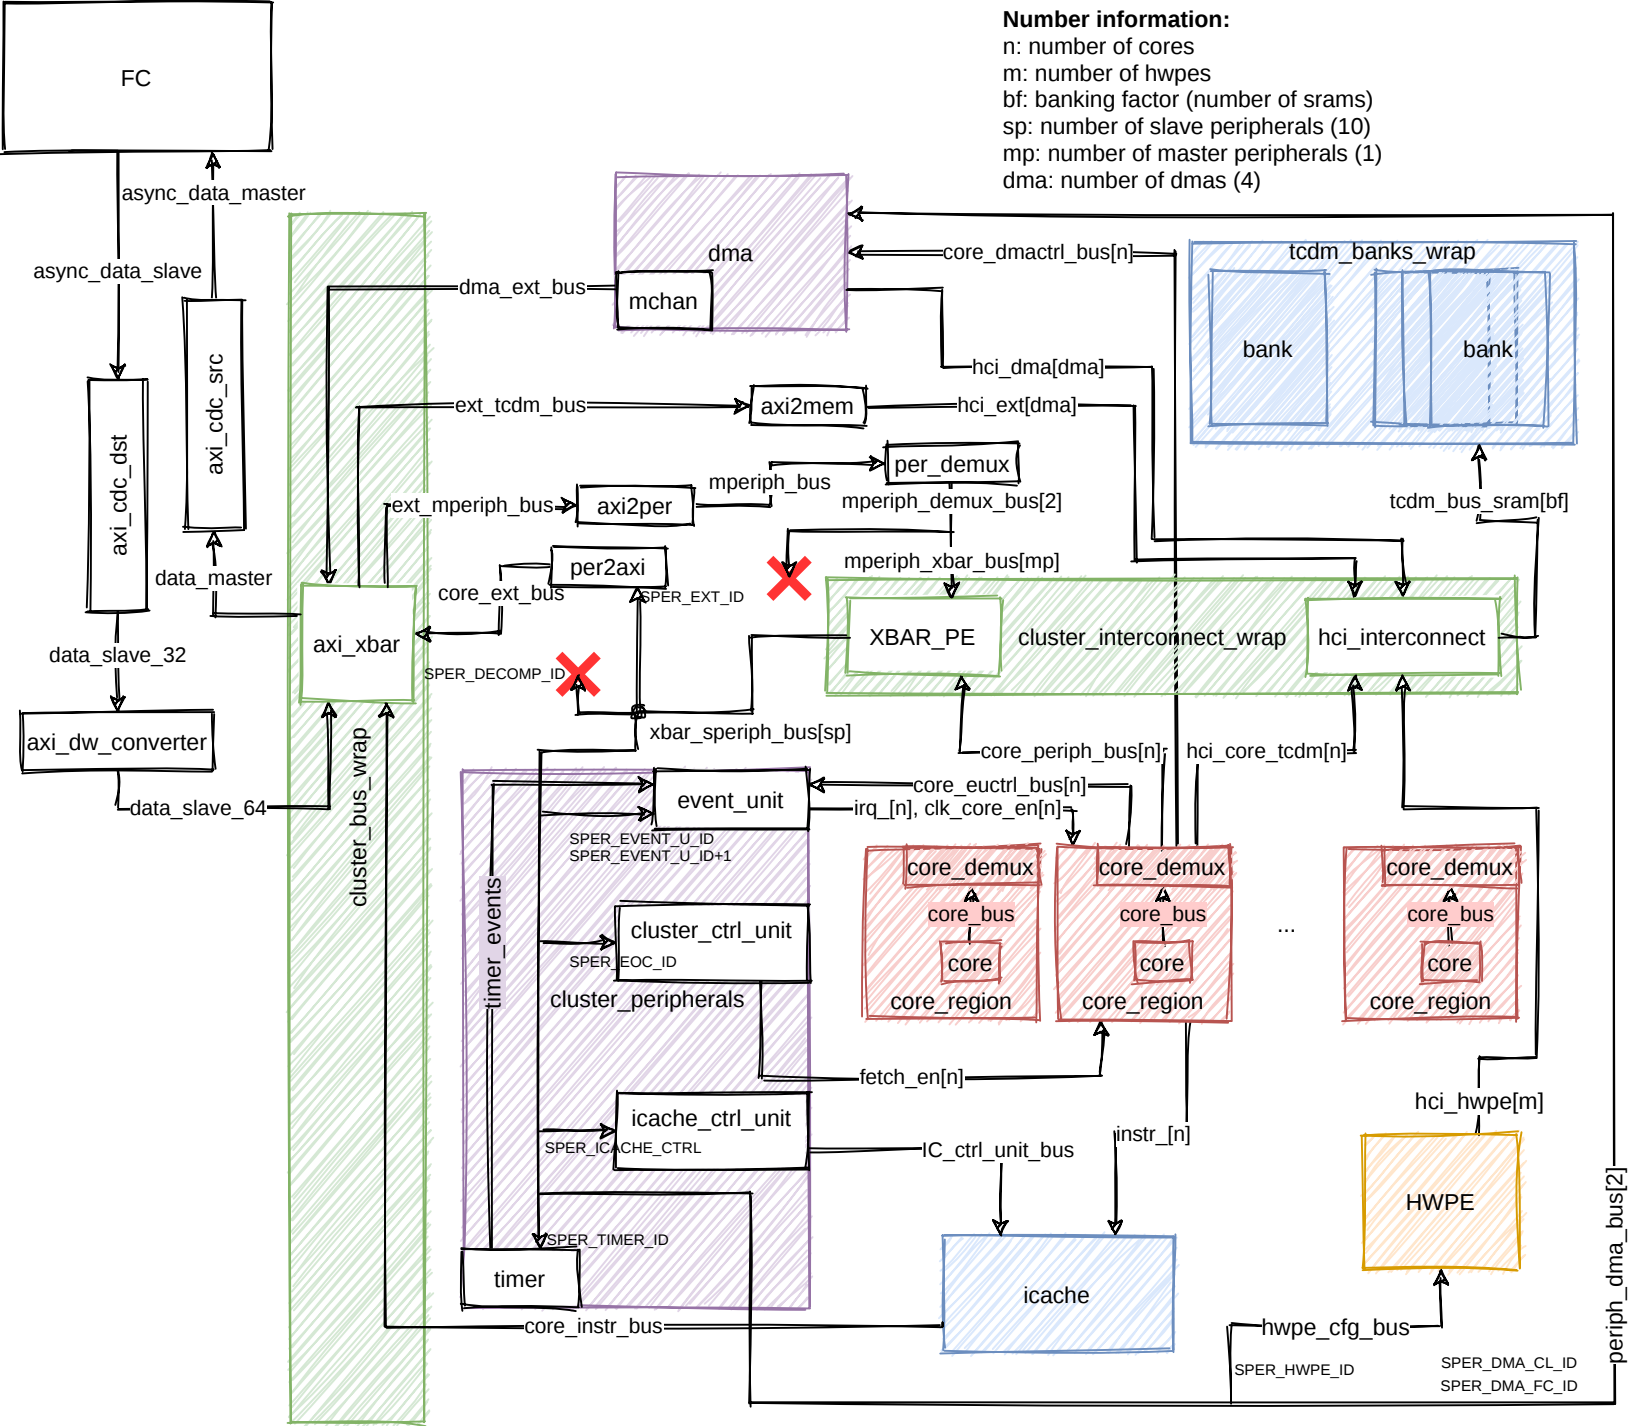 Number information:
n: number of cores
m: number of hwpes
bf: banking factor (number of srams)
sp: number of slave peripherals (10)
mp: number of master peripherals (1)
dma: number of dmas (4)
FC
async_data_master
async_data_slave
axi_cdc_src
axi_cdc_dst
data_master
data_slave_32
axi_dw_converter
data_slave_64
cluster_bus_wrap
axi_xbar
dma
mchan
dma_ext_bus
core_dmactrl_bus[n]
hci_dma[dma]
ext_tcdm_bus
axi2mem
hci_ext[dma]
tcdm_banks_wrap
bank
bank
tcdm_bus_sram[bf]
per_demux
mperiph_bus
ext_mperiph_bus
axi2per
mperiph_demux_bus[2]
mperiph_xbar_bus[mp]
per2axi
core_ext_bus
SPER_EXT_ID
SPER_DECOMP_ID
XBAR_PE
cluster_interconnect_wrap
hci_interconnect
xbar_speriph_bus[sp]
core_periph_bus[n]
hci_core_tcdm[n]
event_unit
core_euctrl_bus[n]
irq_[n], clk_core_en[n]
SPER_EVENT_U_ID
SPER_EVENT_U_ID+1
timer_events
cluster_ctrl_unit
SPER_EOC_ID
cluster_peripherals
core_demux
core_bus
core
core_region
core_demux
core_bus
core
core_region
...
core_demux
core_bus
core
core_region
fetch_en[n]
icache_ctrl_unit
SPER_ICACHE_CTRL
IC_ctrl_unit_bus
instr_[n]
hci_hwpe[m]
HWPE
SPER_TIMER_ID
timer
icache
core_instr_bus
hwpe_cfg_bus
SPER_HWPE_ID
SPER_DMA_CL_ID
SPER_DMA_FC_ID
periph_dma_bus[2]